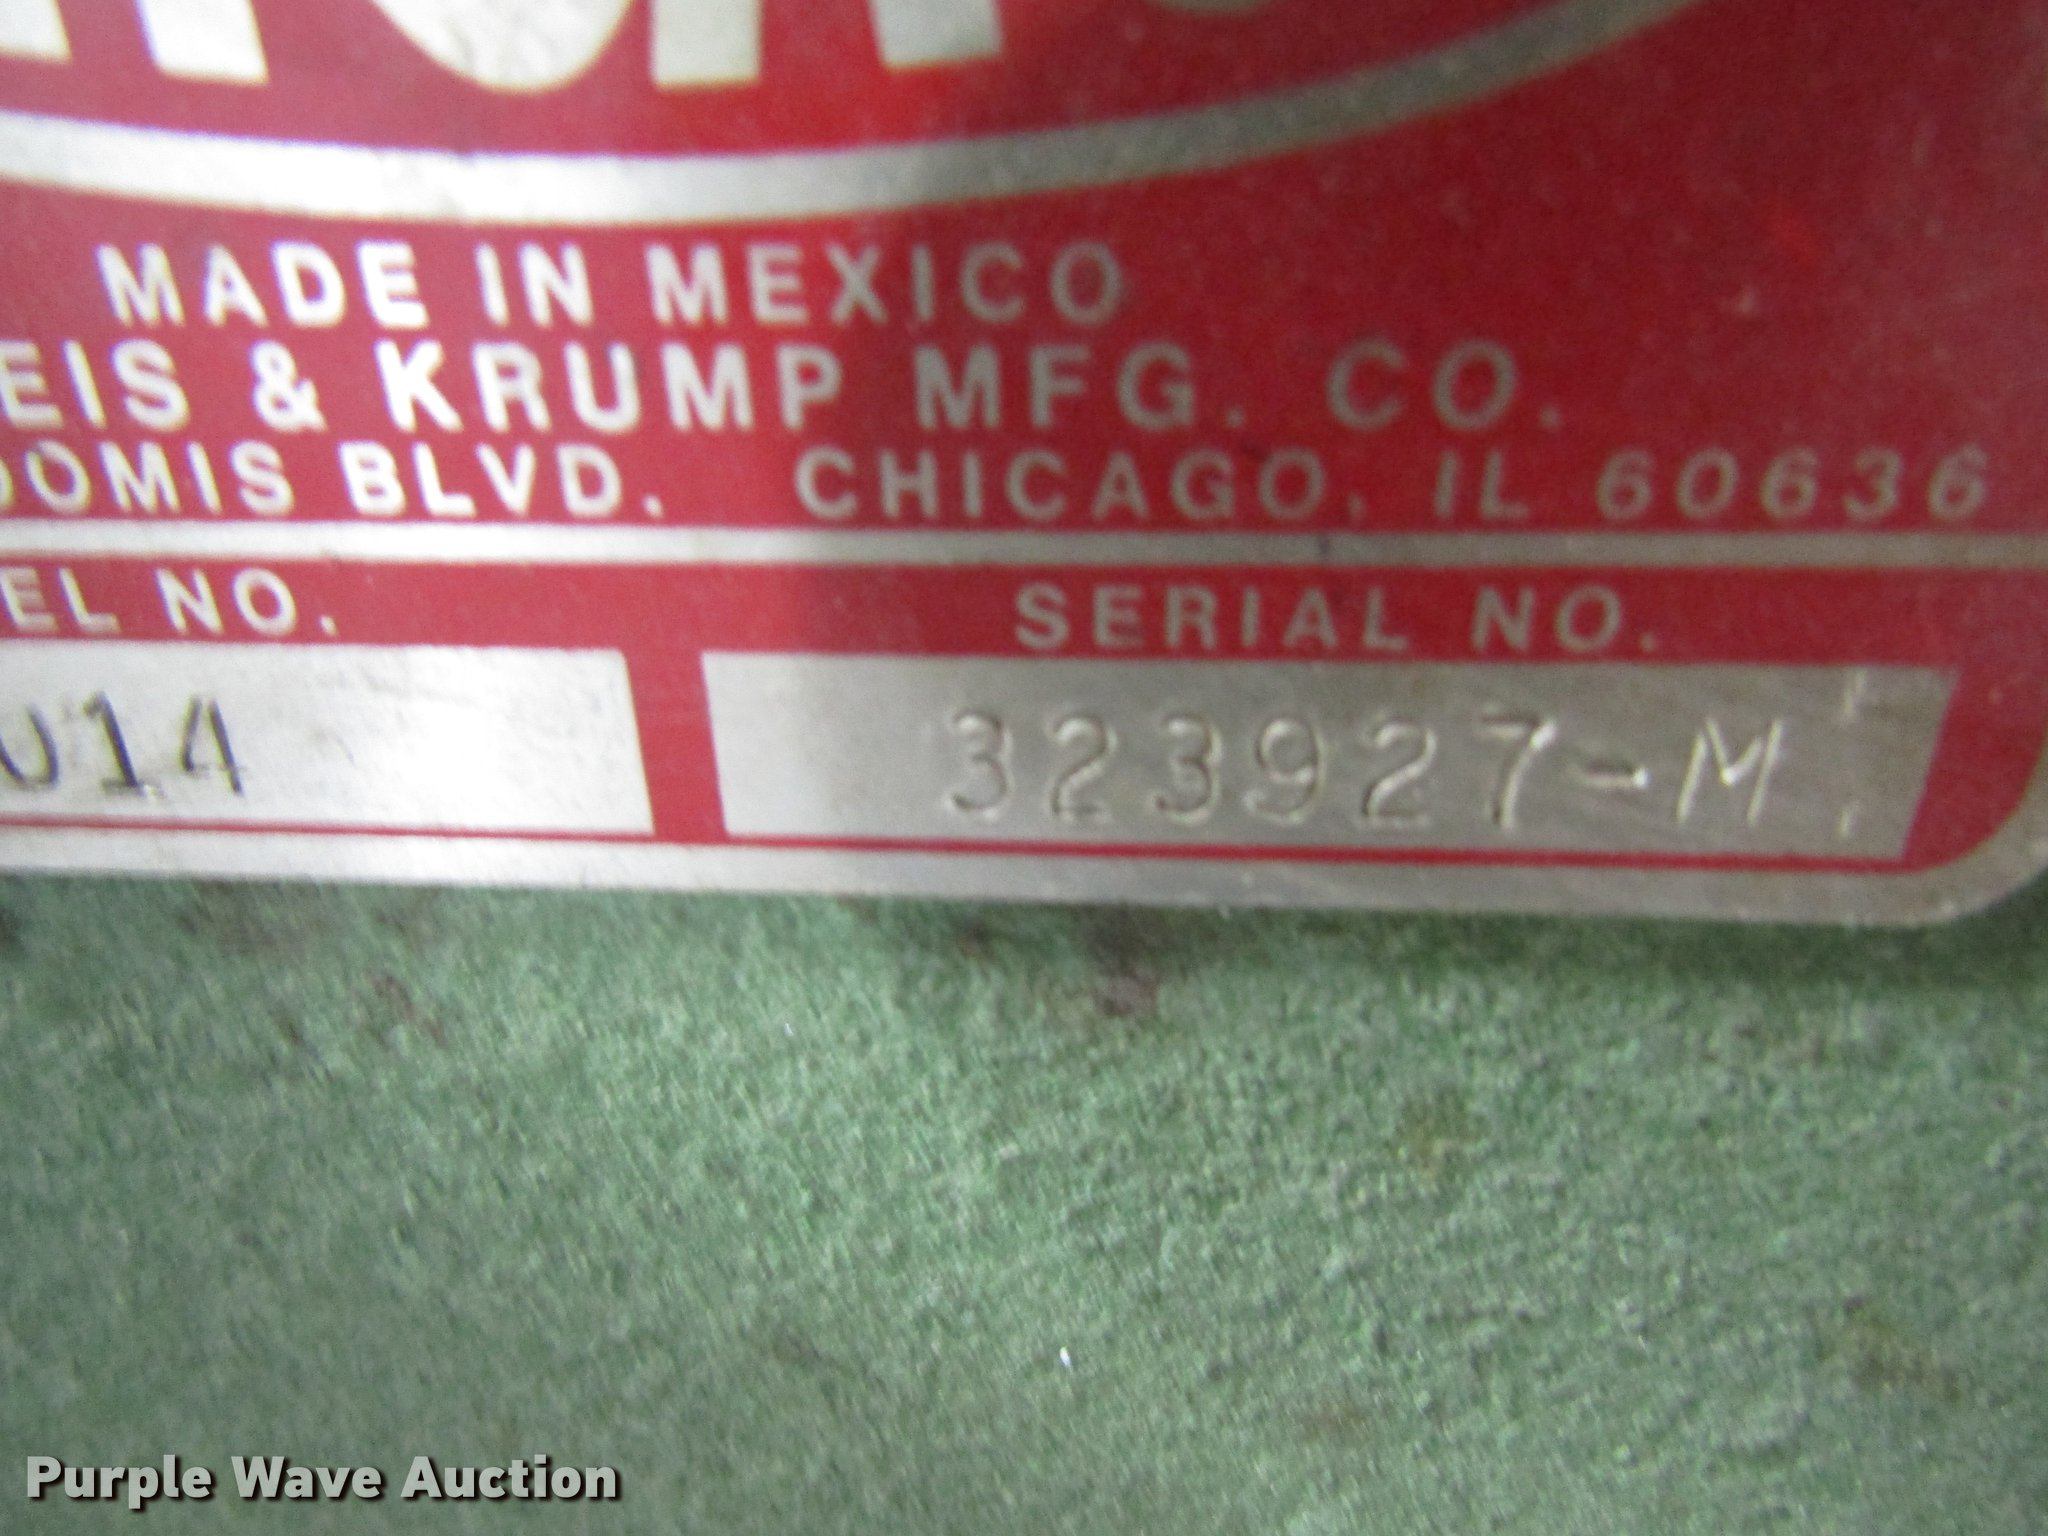 MADE IN MEXICO
EIS & KRUMP MFG. CO.
OOMIS BLVD. CHICAGO, IL 60636
EL NO. SERIAL NO.
014 323927-M
Purple Wave Auction